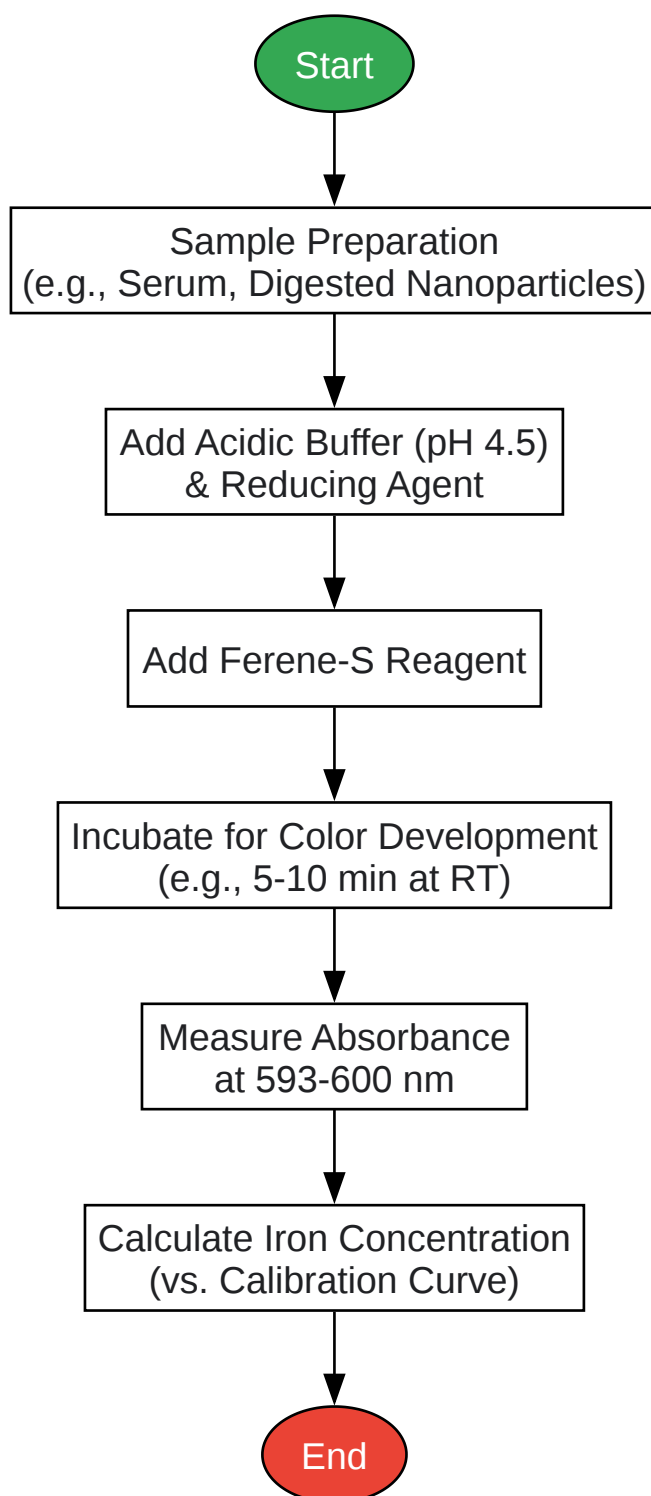 Start
Sample Preparation
(e.g., Serum, Digested Nanoparticles)
Add Acidic Buffer (pH 4.5)
& Reducing Agent
Add Ferene-S Reagent
Incubate for Color Development
(e.g., 5-10 min at RT)
Measure Absorbance
at 593-600 nm
Calculate Iron Concentration
(vs. Calibration Curve)
End